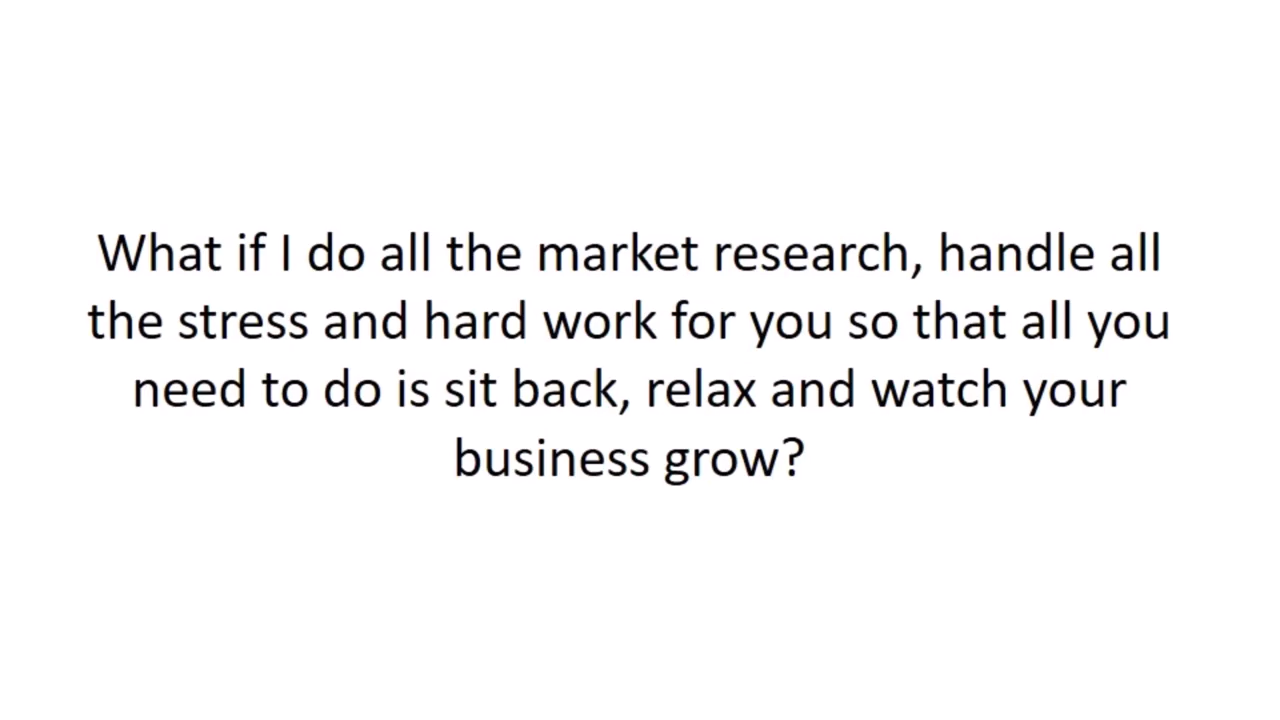 What if I do all the market research, handle all
the stress and hard work for you so that all you
need to do is sit back, relax and watch your
business grow?